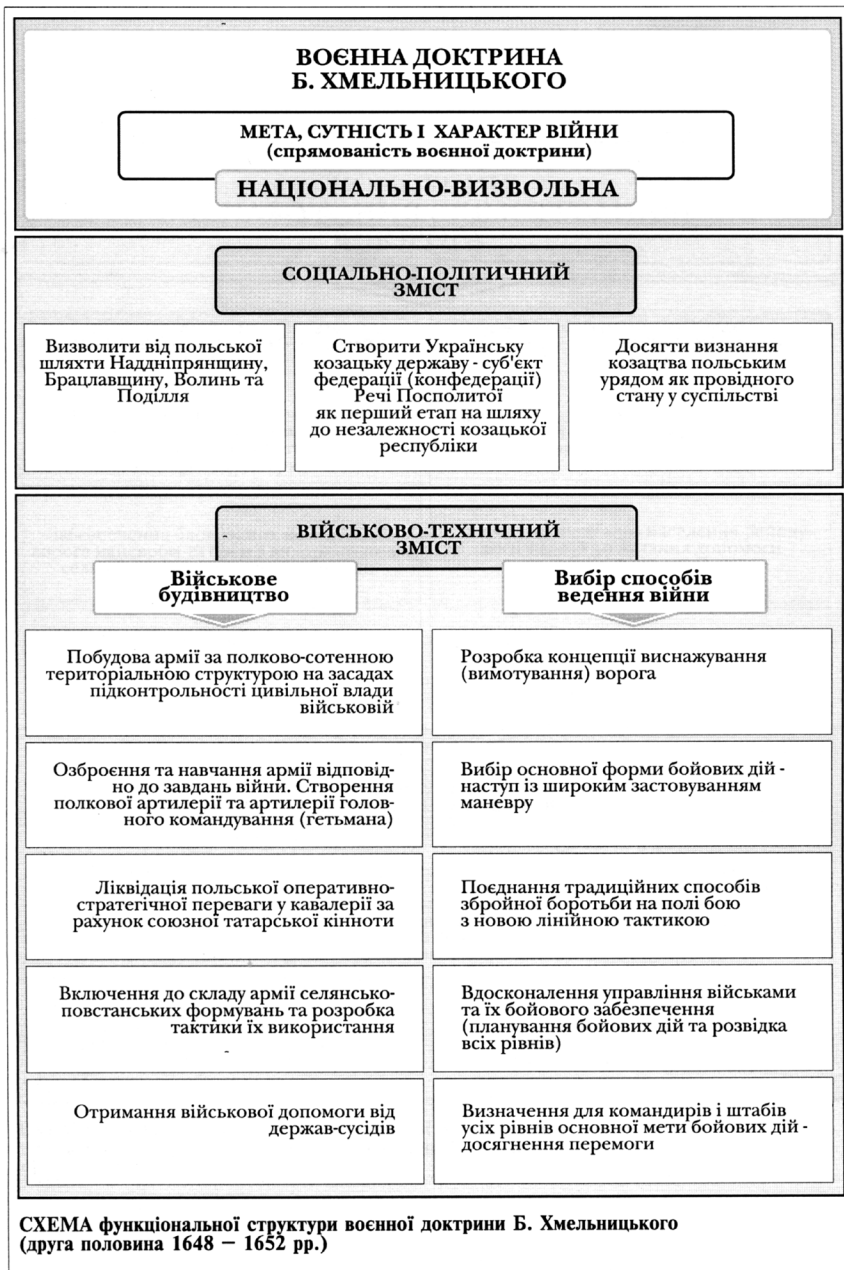 ВОЄННА ДОКТРИНА
Б. ХМЕЛЬНИЦЬКОГО
МЕТА, СУТНІСТЬ І ХАРАКТЕР ВІЙНИ
(спрямованість воєнної доктрини)
НАЦІОНАЛЬНО-ВИЗВОЛЬНА
СОЦІАЛЬНО-ПОЛІТИЧНИЙ
ЗМІСТ
Визволити від польської
шляхти Наддніпрянщину,
Брацлавщину, Волинь та
Поділля
Створити Українську
козацьку державу - суб'єкт
федерації (конфедерації)
Речі Посполитої
як перший етап на шляху
до незалежності козацької
республіки
Досягти визнання
козацтва польським
урядом як провідного
стану у суспільстві
ВІЙСЬКОВО-ТЕХНІЧНИЙ
ЗМІСТ
Військове
будівництво
Вибір способів
ведення війни
Побудова армії за полково-сотенною
територіальною структурою на засадах
підконтрольності цивільної влади
військовій
Розробка концепції виснажування
(вимотування) ворога
Озброєння та навчання армії відповід-
но до завдань війни. Створення
полкової артилерії та артилерії голов-
ного командування (гетьмана)
Вибір основної форми бойових дій -
наступ із широким застовуванням
маневру
Ліквідація польської оперативно-
стратегічної переваги у кавалерії за
рахунок союзної татарської кінноти
Поєднання традиційних способів
збройної боротьби на полі бою
з новою лінійною тактикою
Включення до складу армії селянсько-
повстанських формувань та розробка
тактики їх використання
Вдосконалення управління військами
та їх бойового забезпечення
(планування бойових дій та розвідка
всіх рівнів)
Отримання військової допомоги від
держав-сусідів
Визначення для командирів і штабів
усіх рівнів основної мети бойових дій -
досягнення перемоги
СХЕМА функціональної структури воєнної доктрини Б. Хмельницького
(друга половина 1648 – 1652 рр.)